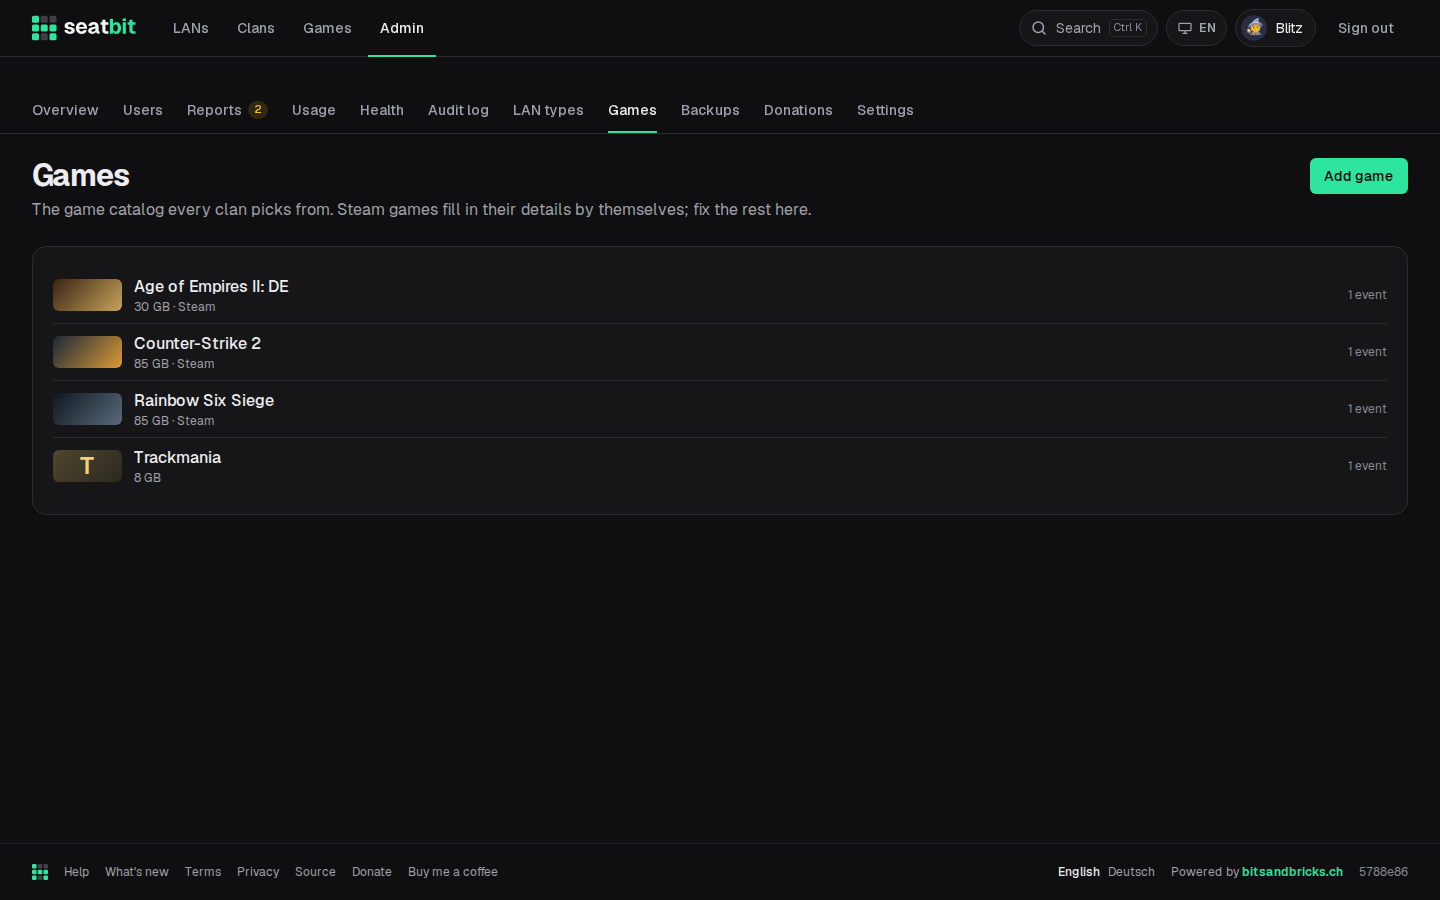 seatbit LANs Clans Games Admin Search Ctrl K EN Blitz Sign out
Overview Users Reports 2 Usage Health Audit log LAN types Games Backups Donations Settings
Games
Add game
The game catalog every clan picks from. Steam games fill in their details by themselves; fix the rest here.
Age of Empires II: DE
30 GB · Steam
1 event
Counter-Strike 2
85 GB · Steam
1 event
Rainbow Six Siege
85 GB · Steam
1 event
T
Trackmania
8 GB
1 event
Help What's new Terms Privacy Source Donate Buy me a coffee English Deutsch Powered by bitsandbricks.ch 5788e86